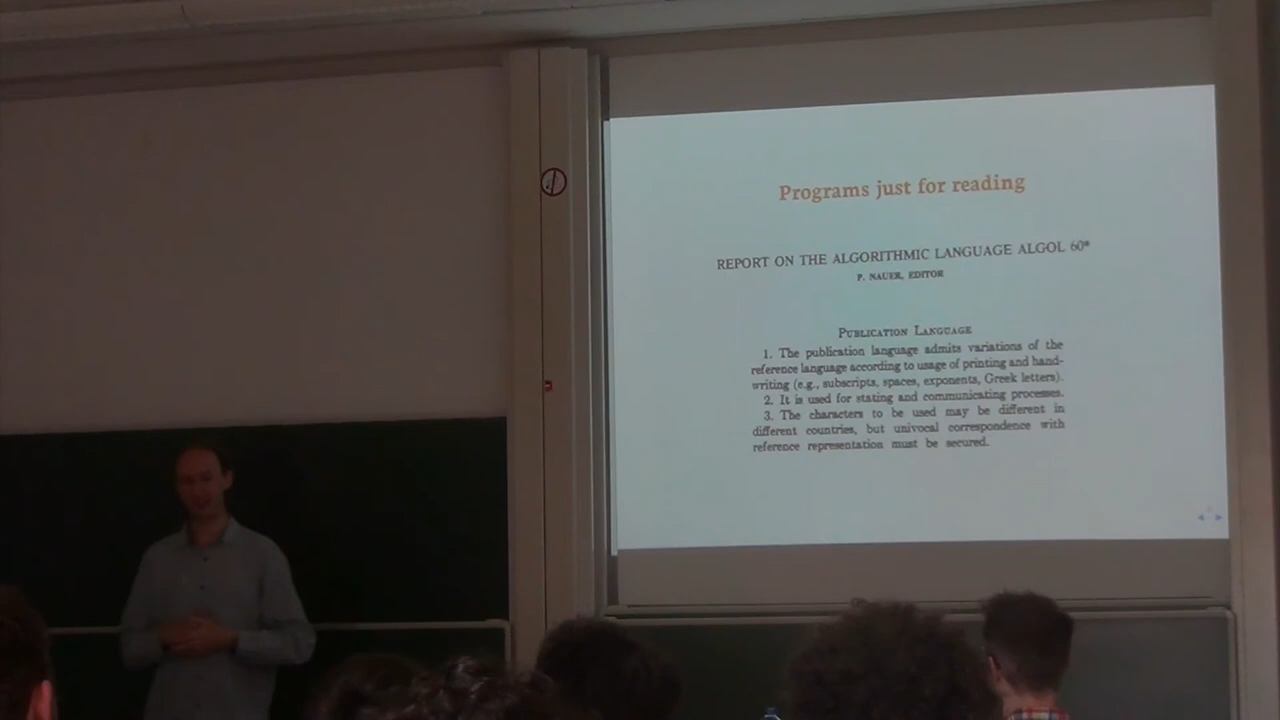 Programs just for reading
REPORT ON THE ALGORITHMIC LANGUAGE ALGOL 60*
P. NAUER, EDITOR
PUBLICATION LANGUAGE
1. The publication language admits variations of the
reference language according to usage of printing and hand-
writing (e.g., subscripts, spaces, exponents, Greek letters).
2. It is used for stating and communicating processes.
3. The characters to be used may be different in
different countries, but univocal correspondence with
reference representation must be secured.